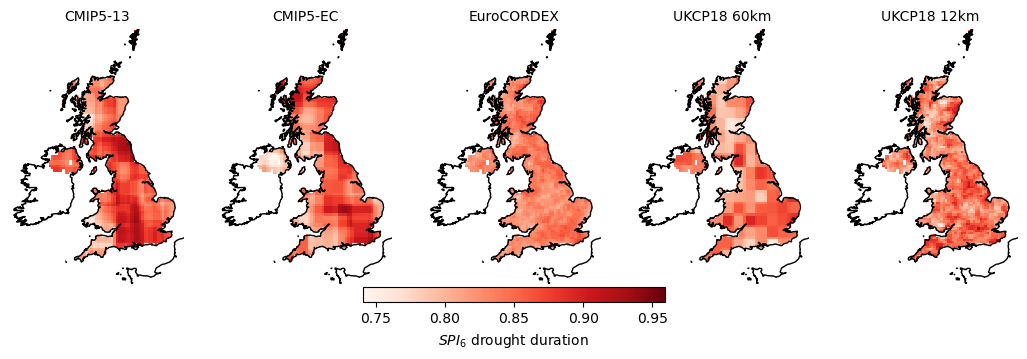 CMIP5-13 CMIP5-EC EuroCORDEX UKCP18 60km UKCP18 12km
0.75 0.80 0.85 0.90 0.95
SPI6 drought duration